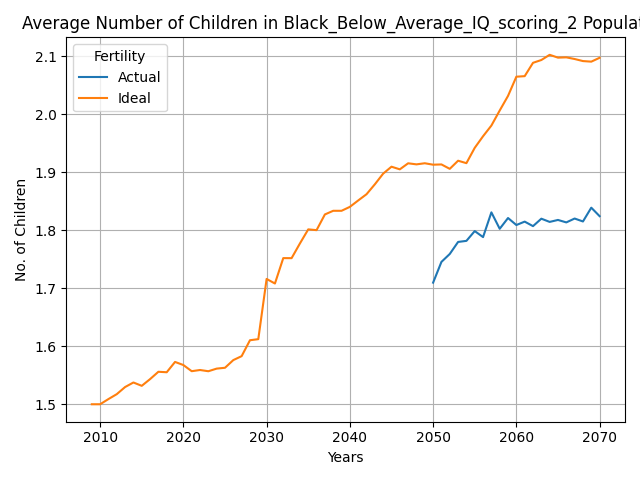 Average Number of Children in Black_Below_Average_IQ_scoring_2 Populat
Fertility
Actual
Ideal
No. of Children
2.1
2.0
1.9
1.8
1.7
1.6
1.5
2010 2020 2030 2040 2050 2060 2070
Years